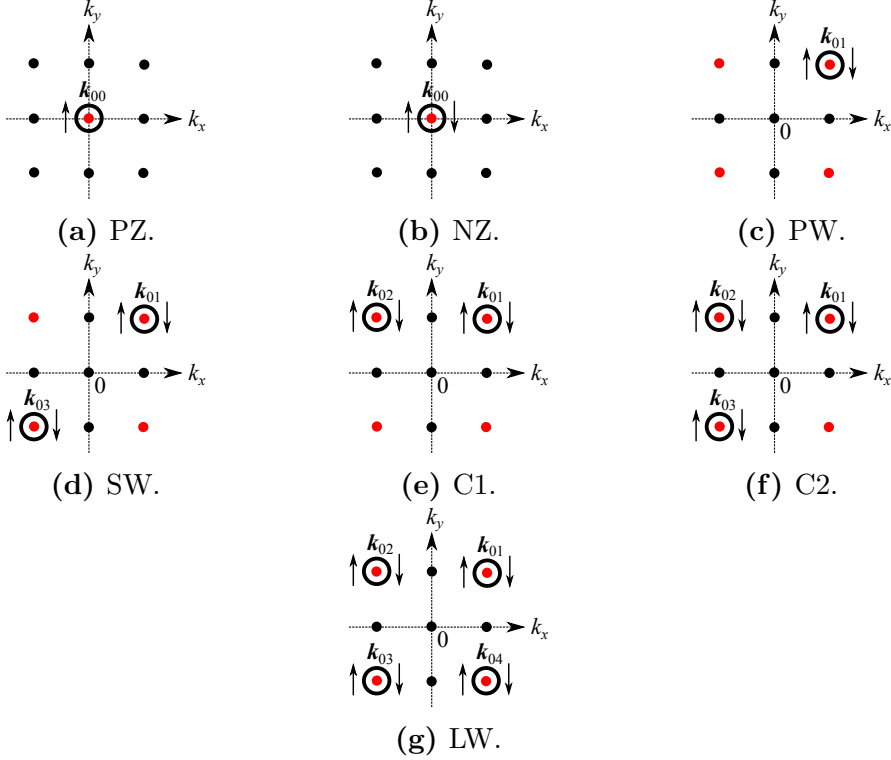 k_y k_y k_y
k_01
k_00 k_00
k_x k_x 0 k_x
(a) PZ. (b) NZ. (c) PW.
k_y k_y k_y
k_01 k_02 k_01 k_02 k_01
0 k_x 0 k_x 0 k_x
k_03 k_03
(d) SW. (e) C1. (f) C2.
k_y
k_02 k_01
0 k_x
k_03 k_04
(g) LW.